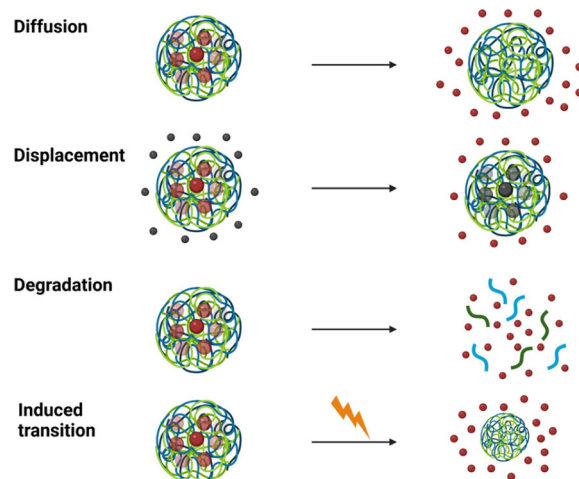 Diffusion
Displacement
Degradation
Induced
transition